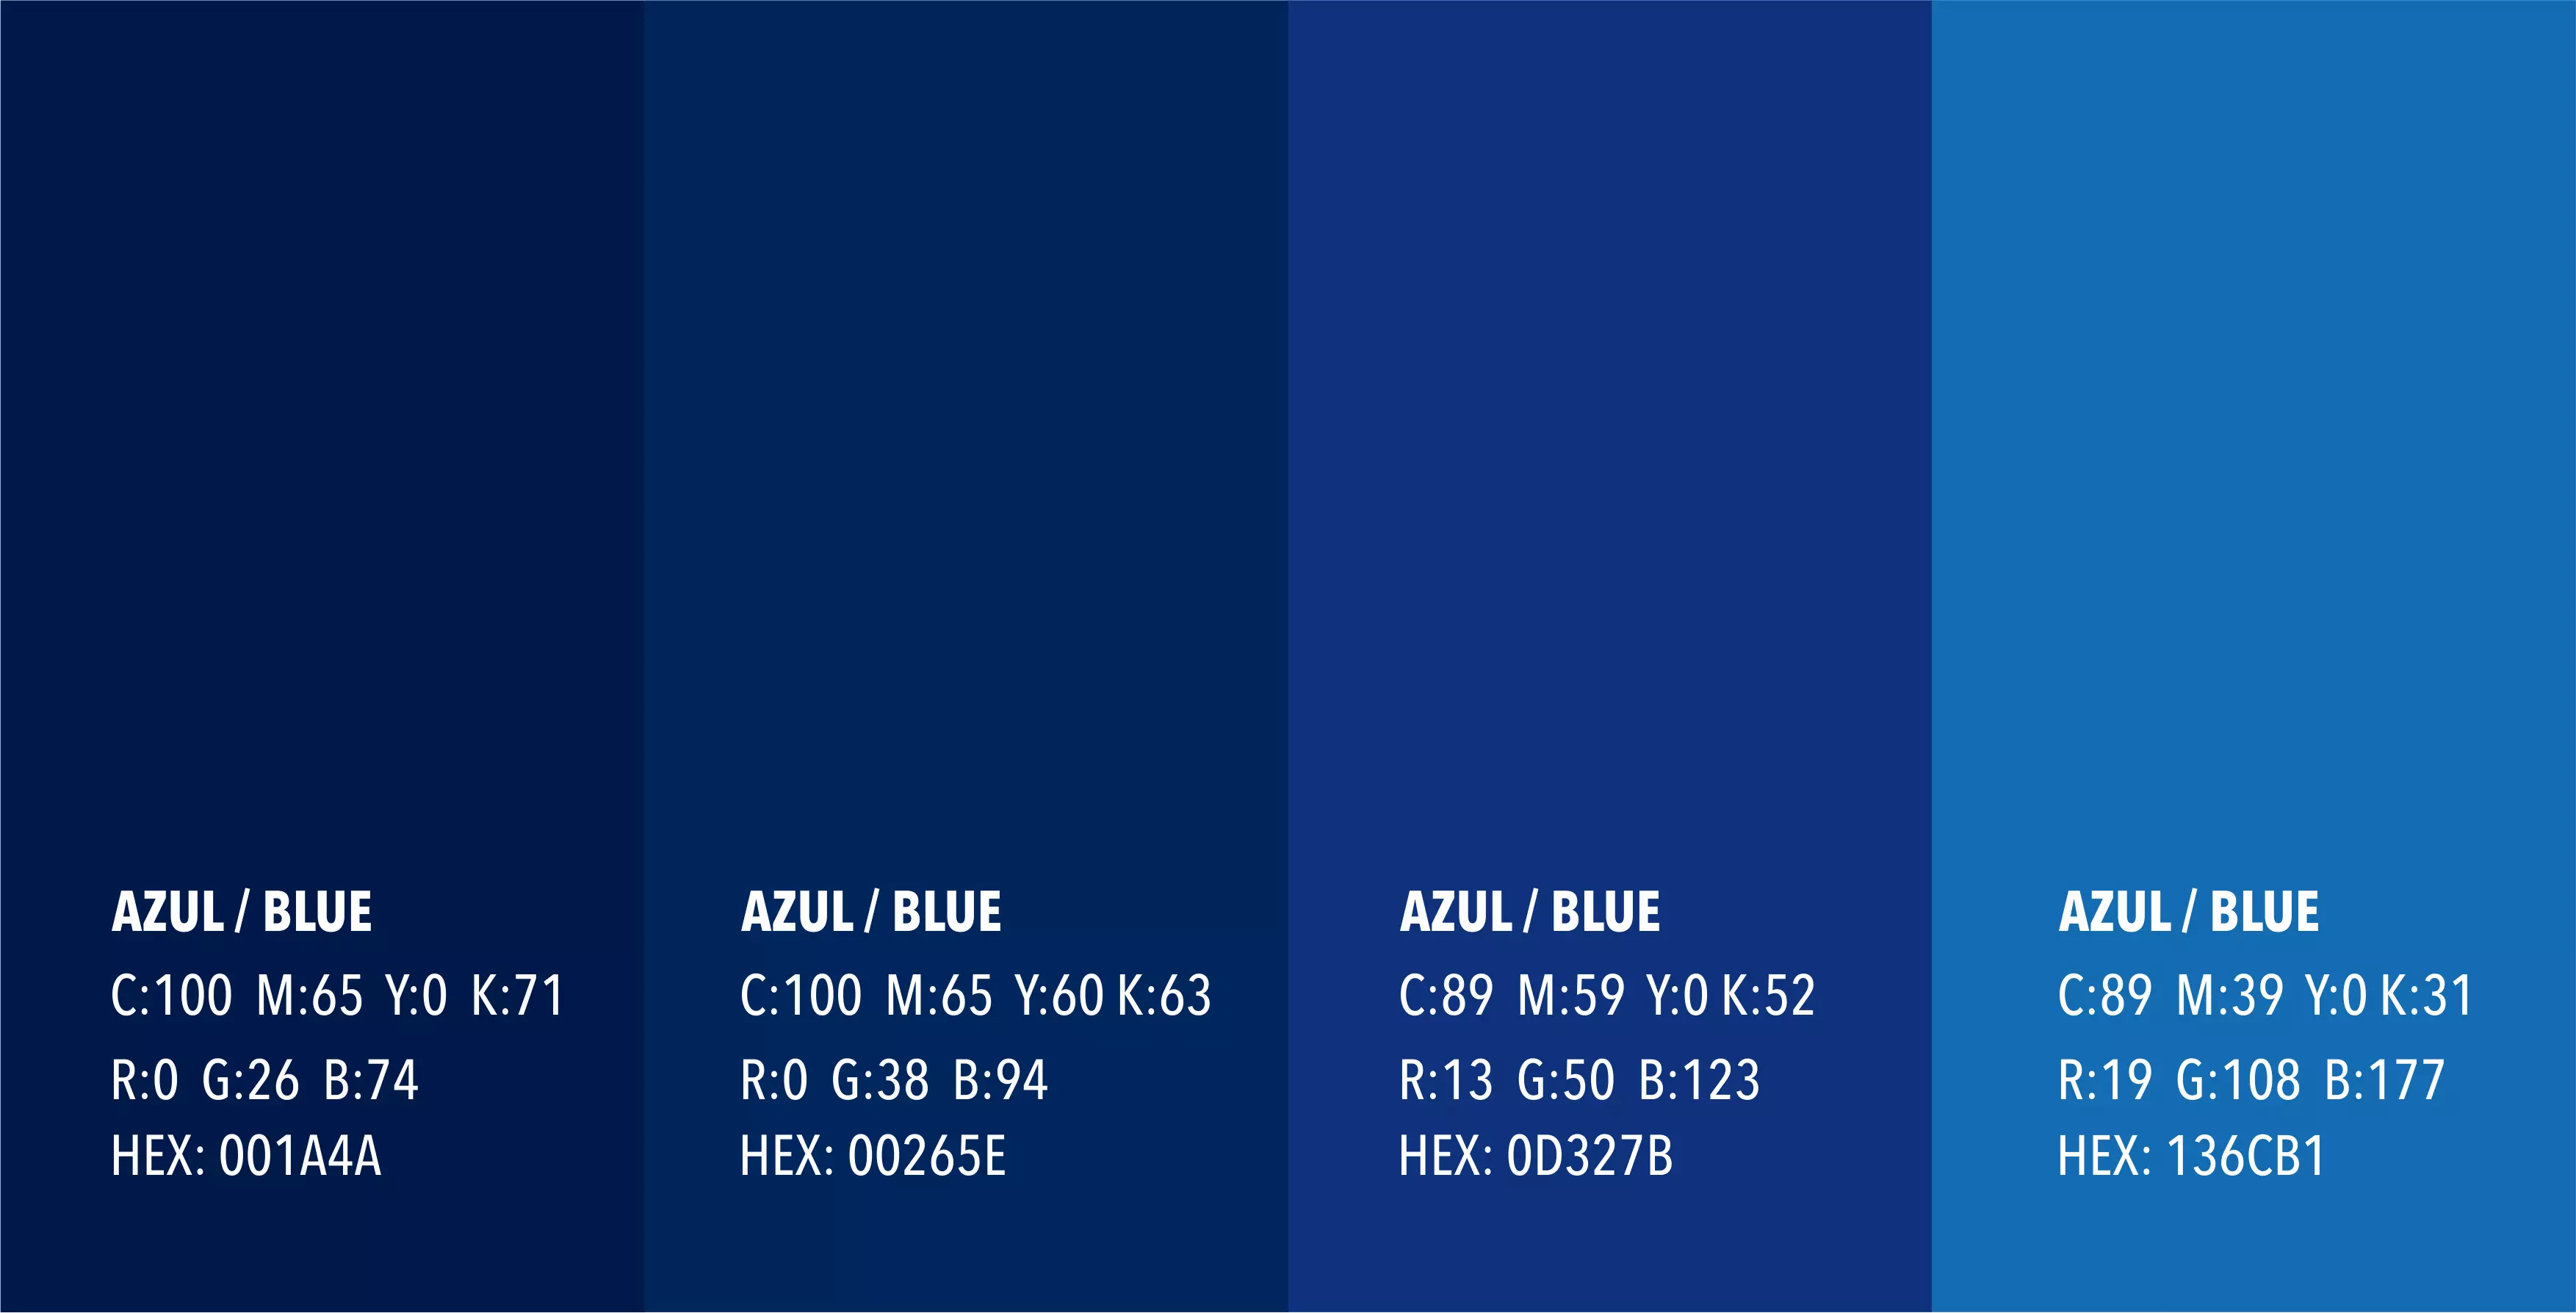 AZUL / BLUE
C:100 M:65 Y:0 K:71
R:0 G:26 B:74
HEX: 001A4A
AZUL / BLUE
C:100 M:65 Y:60 K:63
R:0 G:38 B:94
HEX: 00265E
AZUL / BLUE
C:89 M:59 Y:0 K:52
R:13 G:50 B:123
HEX: 0D327B
AZUL / BLUE
C:89 M:39 Y:0 K:31
R:19 G:108 B:177
HEX: 136CB1